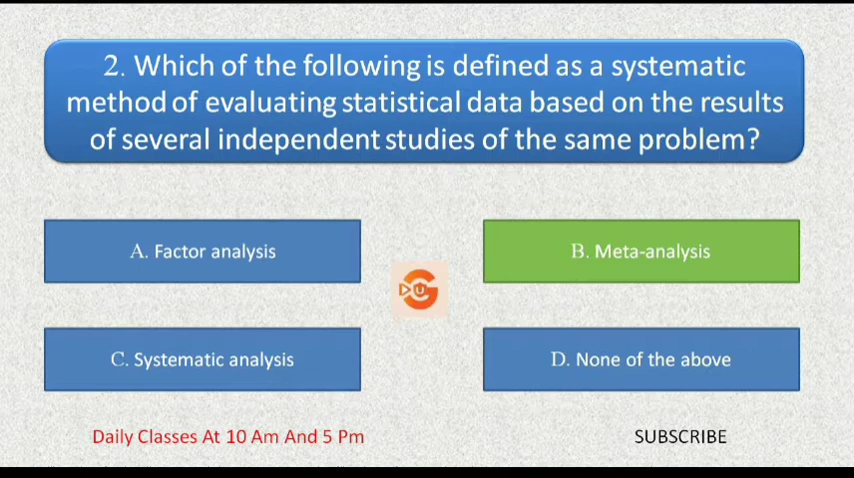 2. Which of the following is defined as a systematic
method of evaluating statistical data based on the results
of several independent studies of the same problem?
A. Factor analysis
B. Meta-analysis
U
C. Systematic analysis
D. None of the above
Daily Classes At 10 Am And 5 Pm
SUBSCRIBE